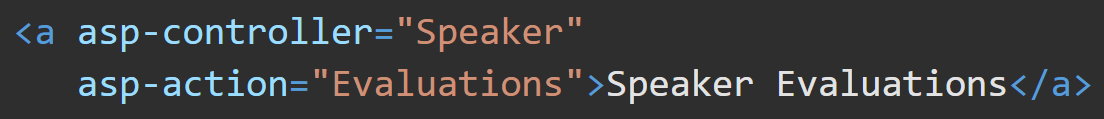 <a asp-controller="Speaker"
   asp-action="Evaluations">Speaker Evaluations</a>